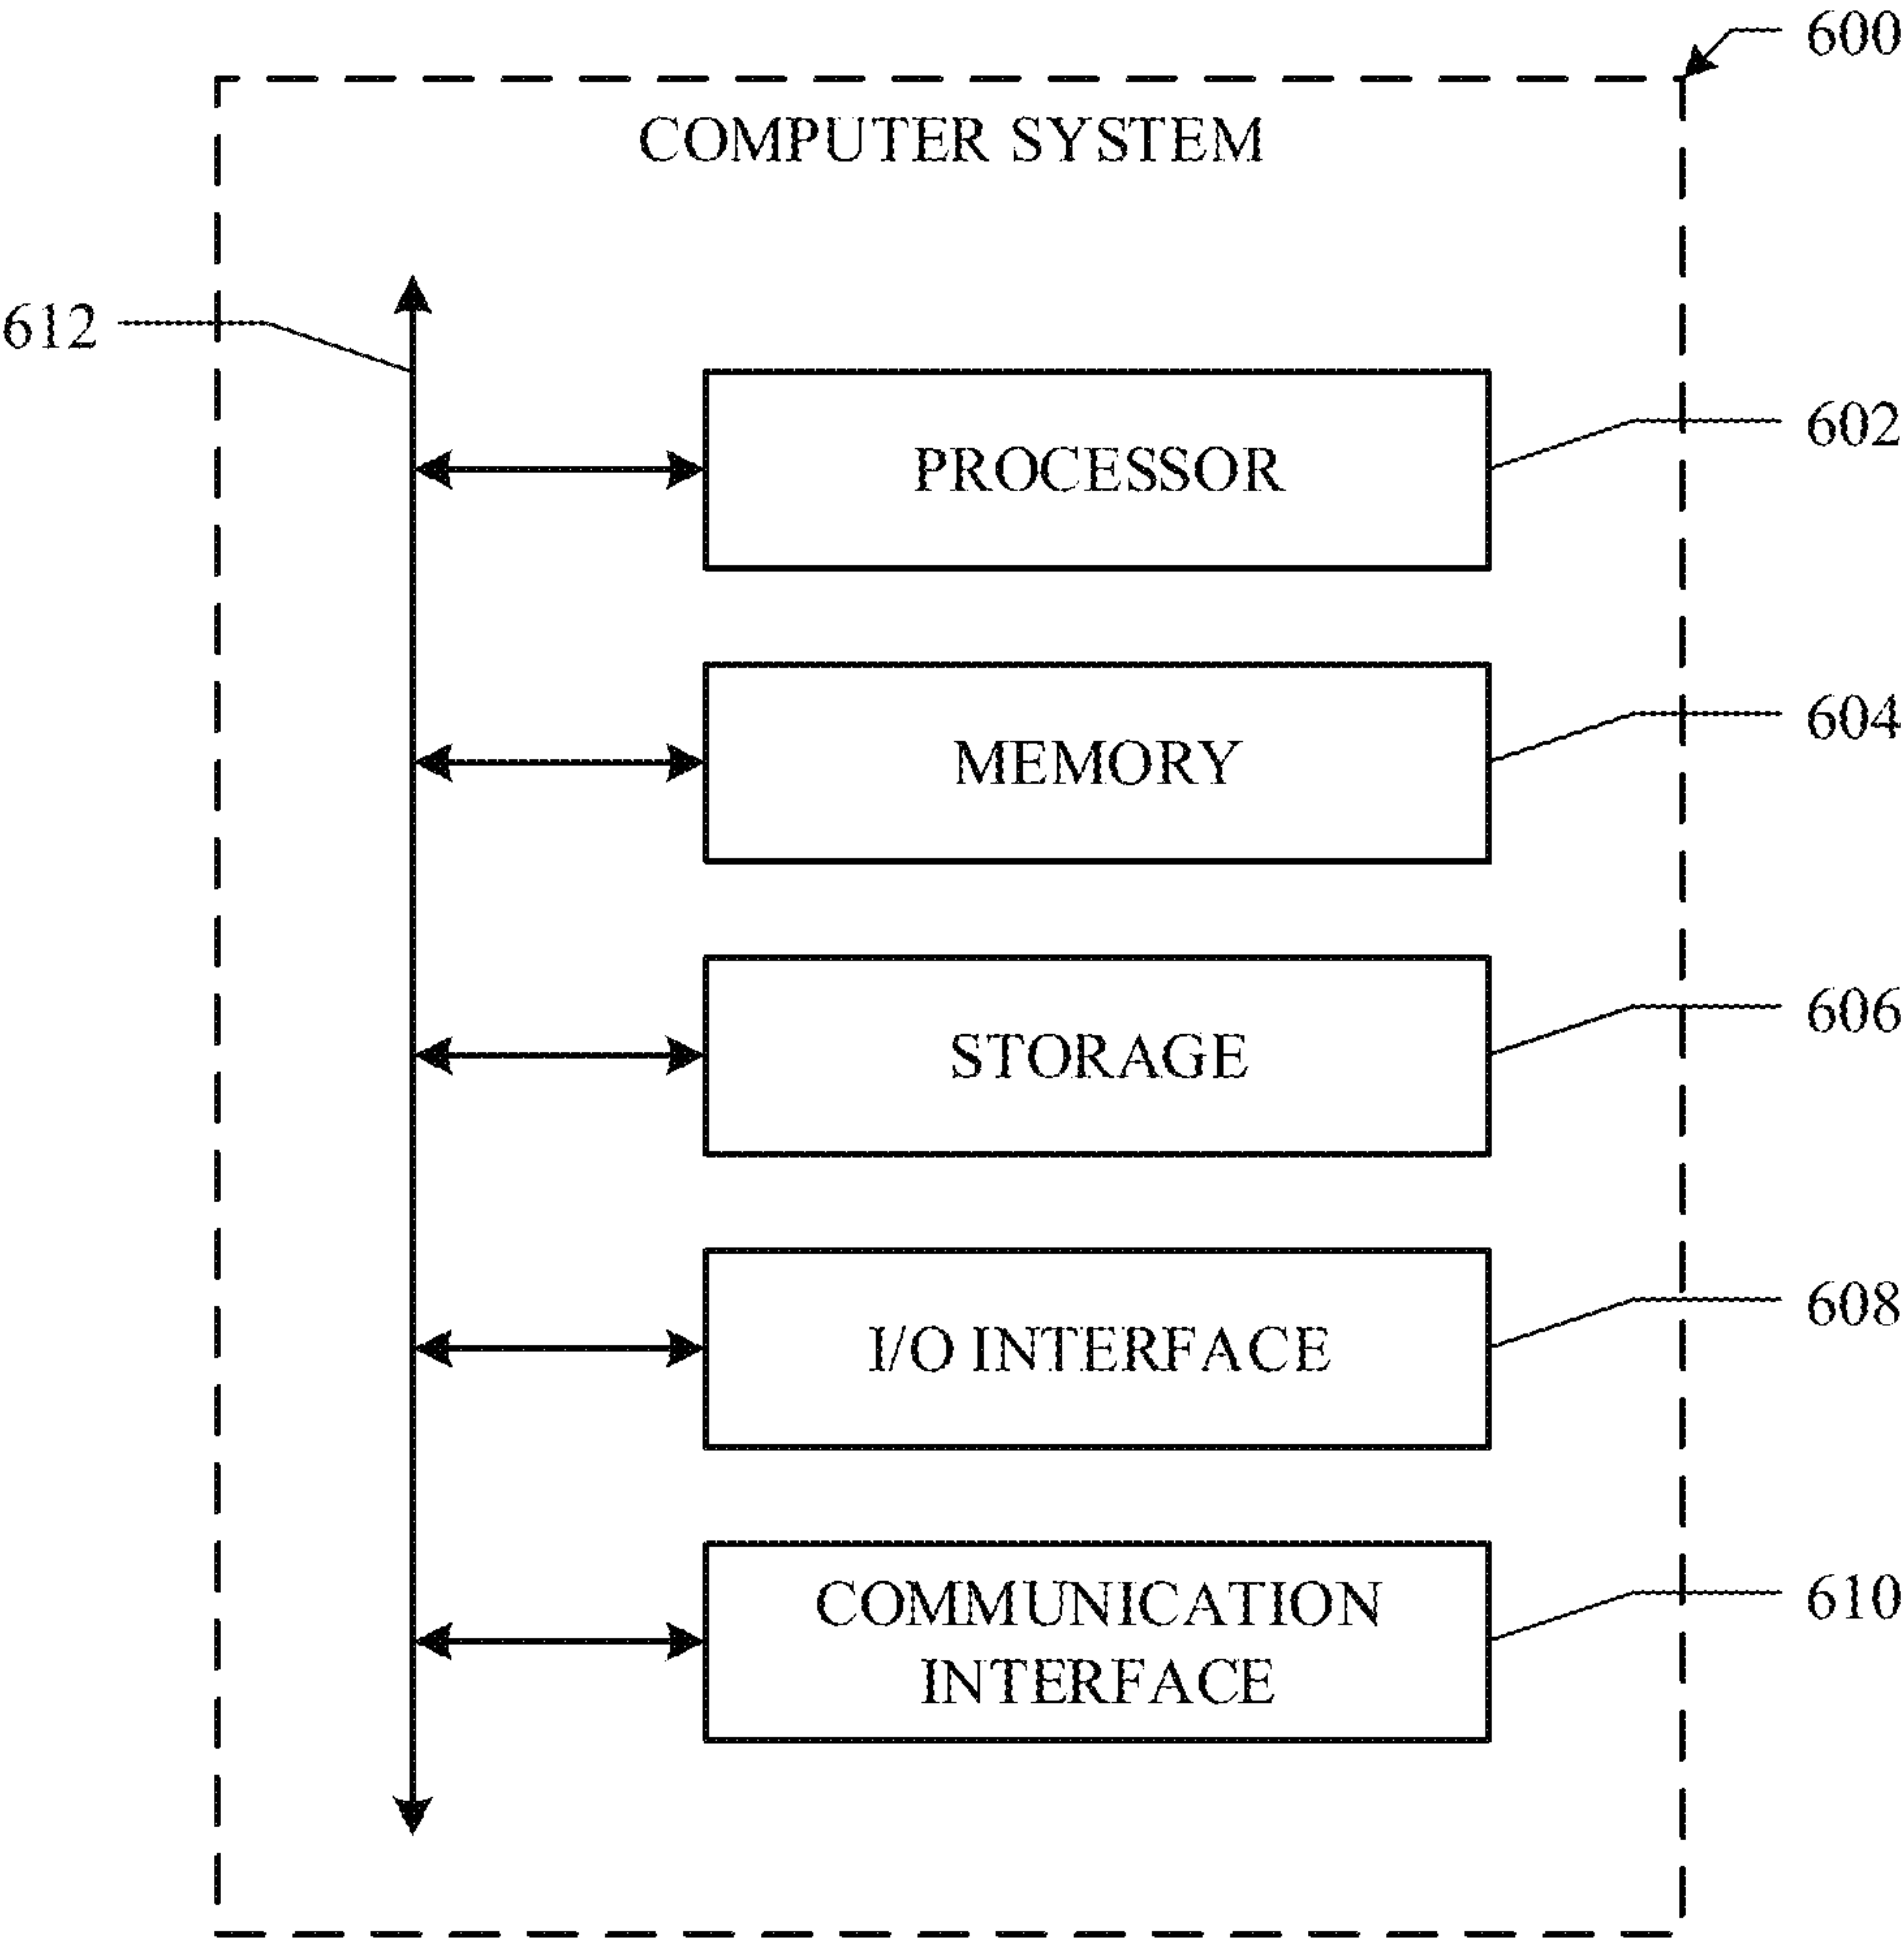 600
COMPUTER SYSTEM
612
PROCESSOR
602
MEMORY
604
STORAGE
606
I/O INTERFACE
608
COMMUNICATION
INTERFACE
610